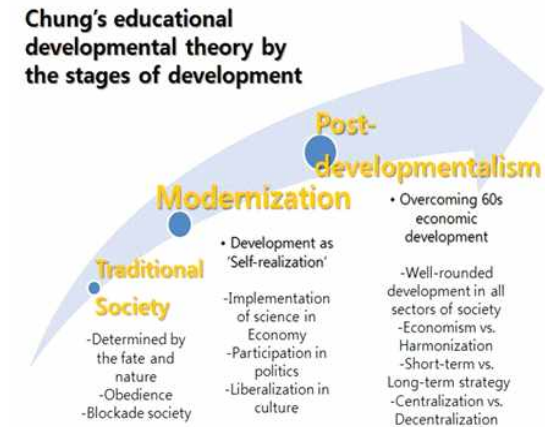 Chung's educational
developmental theory by
the stages of development
Traditional
Society
-Determined by
the fate and
nature
-Obedience
-Blockade society
Modernization
• Development as
'Self-realization'
-Implementation
of science in
Economy
-Participation in
politics
-Liberalization in
culture
Post-
developmentalism
• Overcoming 60s
economic
development
-Well-rounded
development in all
sectors of society
-Economism vs.
Harmonization
-Short-term vs.
Long-term strategy
-Centralization vs.
Decentralization